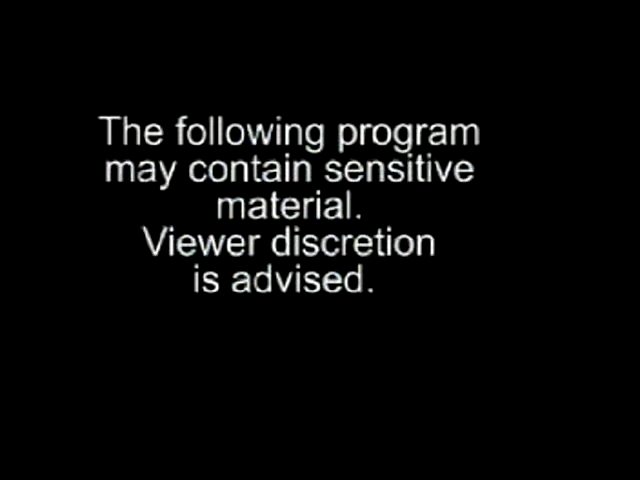 The following program
may contain sensitive
material.
Viewer discretion
is advised.